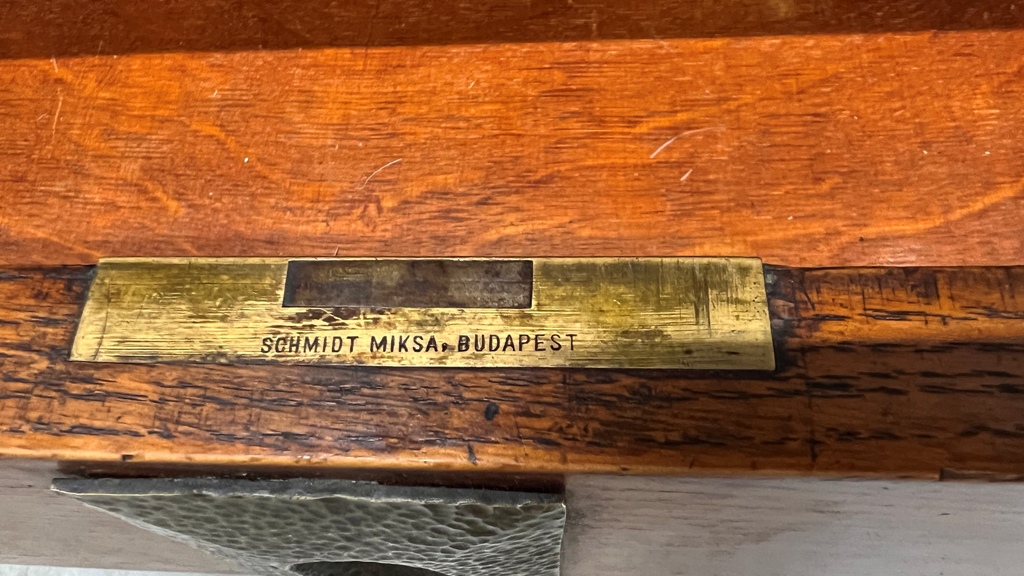 SCHMIDT MIKSA, BUDAPEST